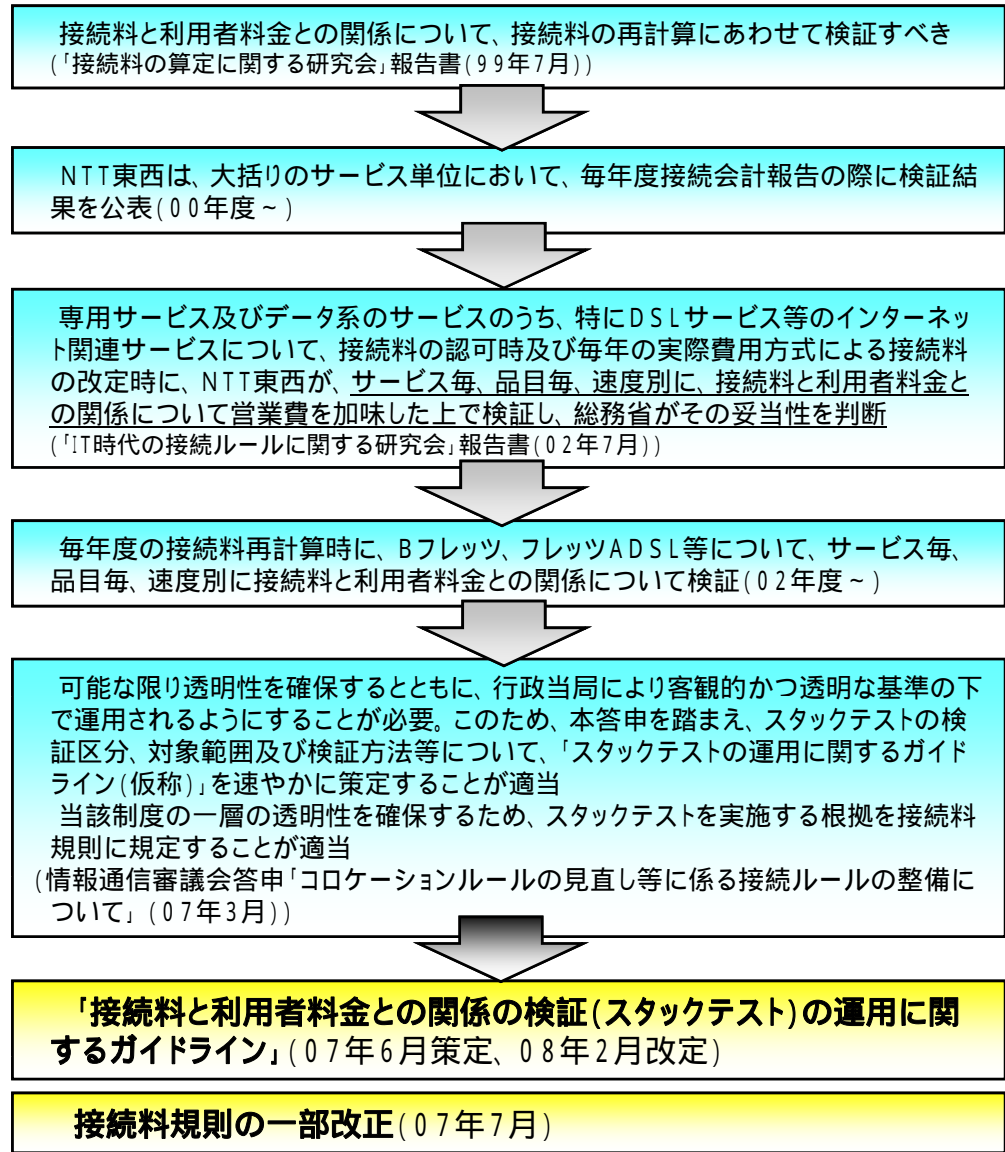 接続料と利用者料金との関係について、接続料の再計算にあわせて検証すべき
(「接続料の算定に関する研究会」報告書(99年7月))
NTT東西は、大括りのサービス単位において、毎年度接続会計報告の際に検証結
果を公表(00年度~)
専用サービス及びデータ系のサービスのうち、特にDSLサービス等のインターネッ
ト関連サービスについて、接続料の認可時及び毎年の実際費用方式による接続料
の改定時に、NTT東西が、サービス毎、品目毎、速度別に、接続料と利用者料金と
の関係について営業費を加味した上で検証し、総務省がその妥当性を判断
(「IT時代の接続ルールに関する研究会」報告書(02年7月))
毎年度の接続料再計算時に、Bフレッツ、フレッツADSL等について、サービス毎、
品目毎、速度別に接続料と利用者料金との関係について検証(02年度~)
可能な限り透明性を確保するとともに、行政当局により客観的かつ透明な基準の下
で運用されるようにすることが必要。このため、本答申を踏まえ、スタックテストの検
証区分、対象範囲及び検証方法等について、「スタックテストの運用に関するガイド
ライン(仮称)」を速やかに策定することが適当
当該制度の一層の透明性を確保するため、スタックテストを実施する根拠を接続料
規則に規定することが適当
(情報通信審議会答申「コロケーションルールの見直し等に係る接続ルールの整備に
ついて」(07年3月))
「接続料と利用者料金との関係の検証(スタックテスト)の運用に関
するガイドライン」(07年6月策定、08年2月改定)
接続料規則の一部改正(07年7月)